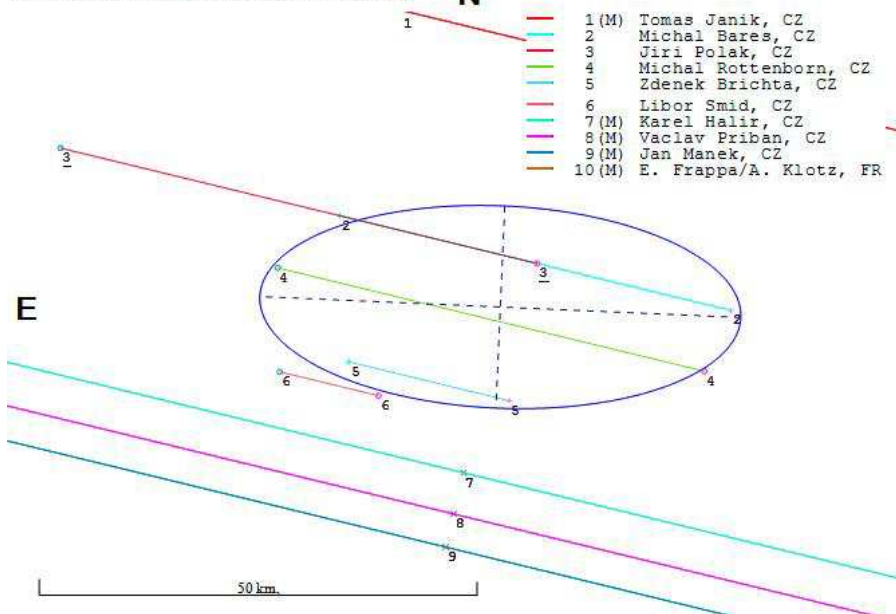 N
1(M) Tomas Janik, CZ
2 Michal Bares, CZ
3 Jiri Polak, CZ
4 Michal Rottenborn, CZ
5 Zdenek Brichta, CZ
6 Libor Smid, CZ
7(M) Karel Halir, CZ
8(M) Vaclav Priban, CZ
9(M) Jan Manek, CZ
10(M) E. Frappa/A. Klotz, FR
1
3
2
4
3
E
2
5
6
4
6
5
7
8
9
50 km.